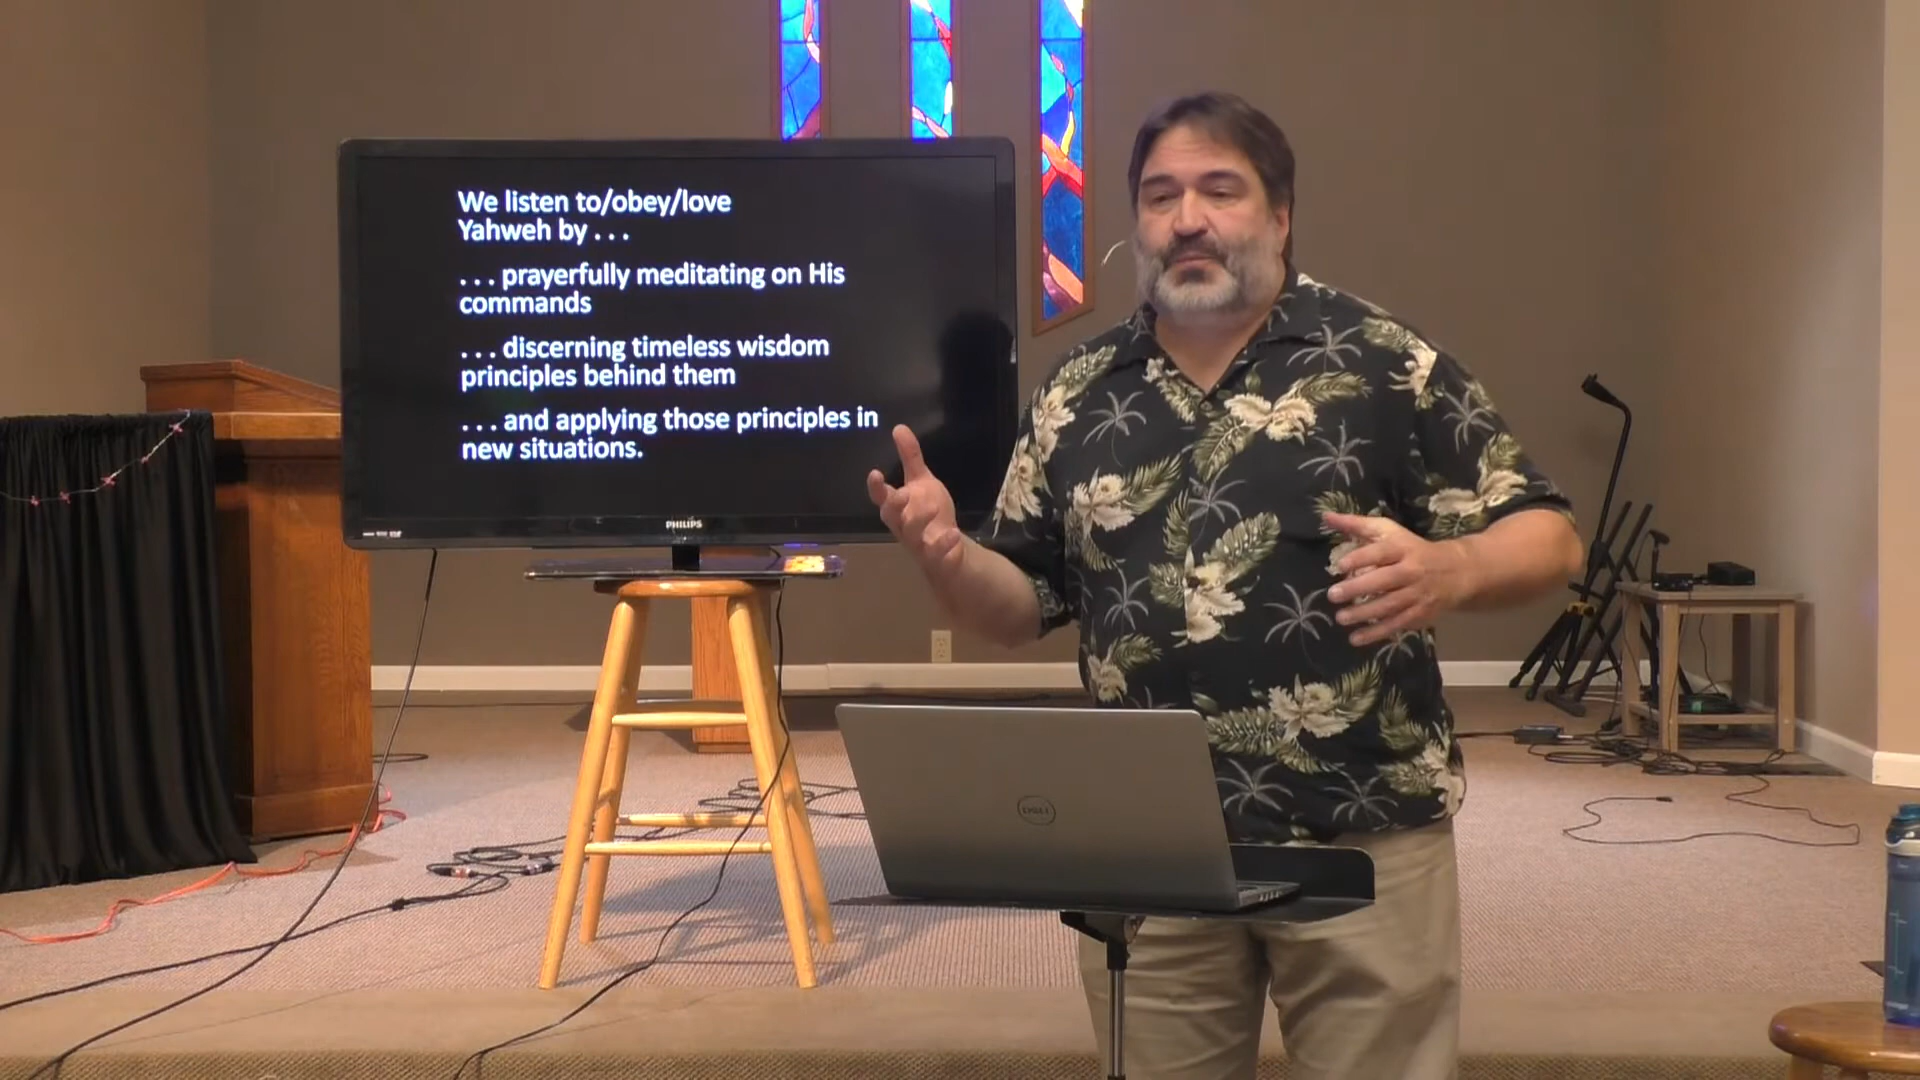 We listen to/obey/love
Yahweh by . . .
. . . prayerfully meditating on His
commands
. . . discerning timeless wisdom
principles behind them
. . . and applying those principles in
new situations.
PHILIPS
DELL